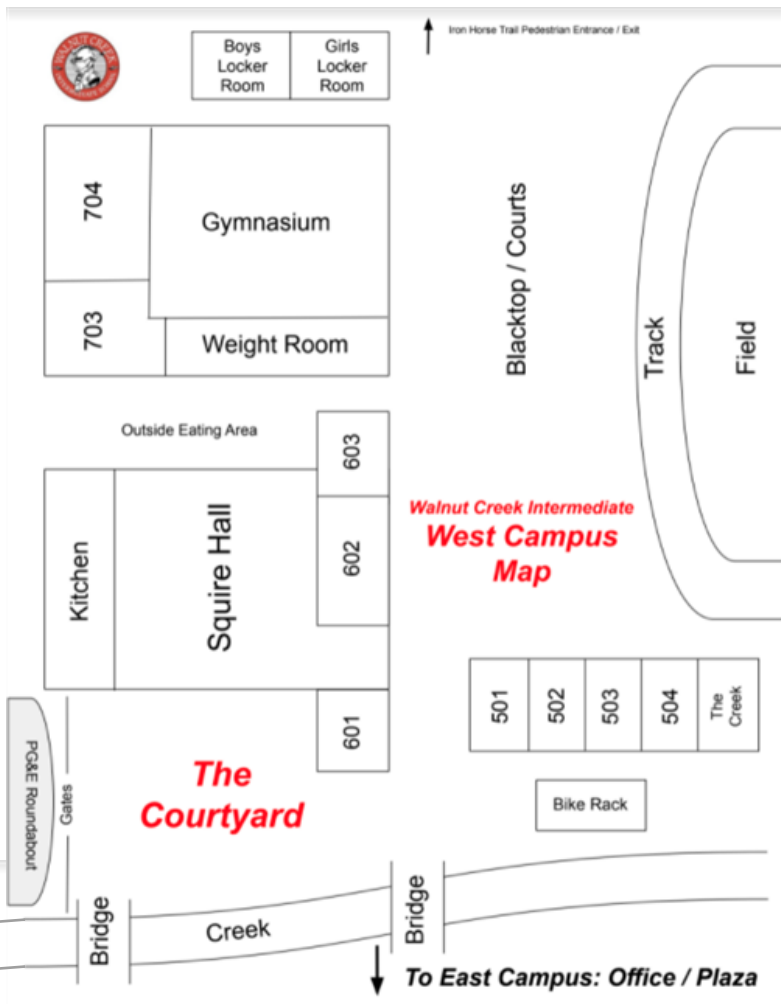 Iron Horse Trail Pedestrian Entrance / Exit
WALNUT CREEK
Boys
Locker
Room
Girls
Locker
Room
704
Gymnasium
703
Weight Room
Blacktop / Courts
Track
Field
Outside Eating Area
603
602
Kitchen
Squire Hall
Walnut Creek Intermediate
West Campus
Map
601
501
502
503
504
The
Creek
PG&E Roundabout
Gates
The
Courtyard
Bike Rack
Bridge
Creek
Bridge
To East Campus: Office / Plaza